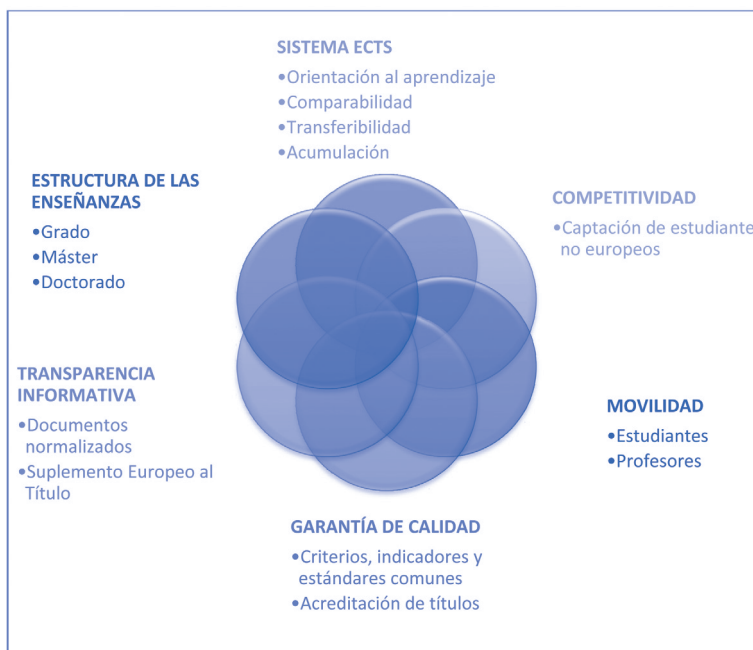 SISTEMA ECTS
•Orientación al aprendizaje
•Comparabilidad
•Transferibilidad
•Acumulación
ESTRUCTURA DE LAS
ENSEÑANZAS
•Grado
•Máster
•Doctorado
COMPETITIVIDAD
•Captación de estudiante
no europeos
TRANSPARENCIA
INFORMATIVA
•Documentos
normalizados
•Suplemento Europeo al
Título
MOVILIDAD
•Estudiantes
•Profesores
GARANTÍA DE CALIDAD
•Criterios, indicadores y
estándares comunes
•Acreditación de títulos